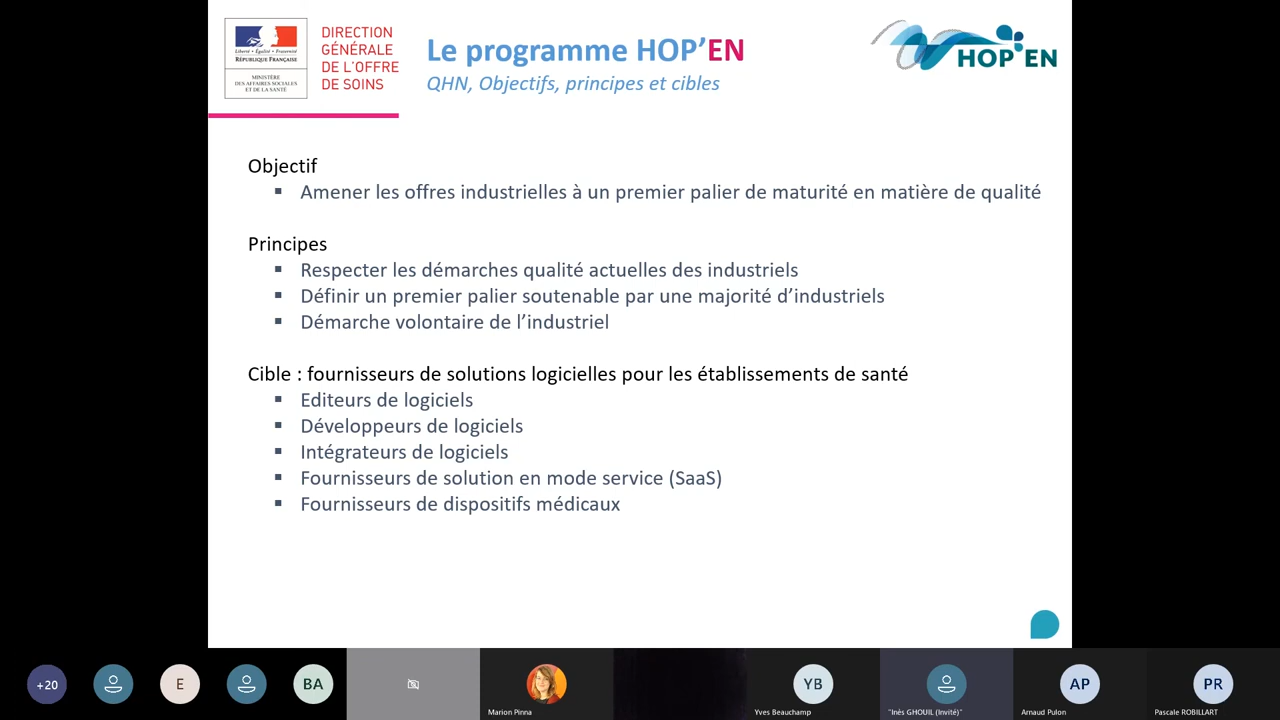 Liberté • Égalité • Fraternité
RÉPUBLIQUE FRANÇAISE
MINISTÈRE
DES AFFAIRES SOCIALES
ET DE LA SANTÉ
DIRECTION
GÉNÉRALE
DE L'OFFRE
DE SOINS
Le programme HOP’EN
QHN, Objectifs, principes et cibles
HOP'EN
Objectif
▪ Amener les offres industrielles à un premier palier de maturité en matière de qualité
Principes
▪ Respecter les démarches qualité actuelles des industriels
▪ Définir un premier palier soutenable par une majorité d’industriels
▪ Démarche volontaire de l’industriel
Cible : fournisseurs de solutions logicielles pour les établissements de santé
▪ Editeurs de logiciels
▪ Développeurs de logiciels
▪ Intégrateurs de logiciels
▪ Fournisseurs de solution en mode service (SaaS)
▪ Fournisseurs de dispositifs médicaux
+20
E
BA
YB
AP
PR
Marion Pinna
Yves Beauchamp
"Inès GHOUIL (Invité)"
Arnaud Pulon
Pascale ROBILLART